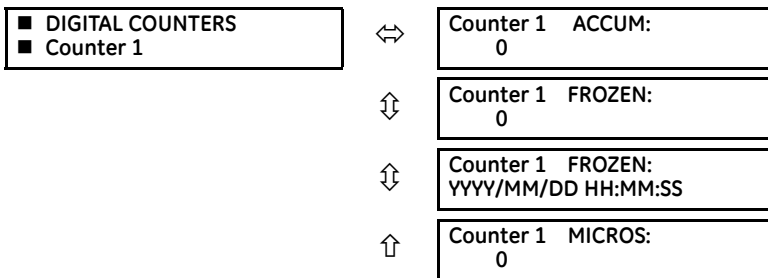 ■ DIGITAL COUNTERS
■ Counter 1
Counter 1 ACCUM:
0
Counter 1 FROZEN:
0
Counter 1 FROZEN:
YYYY/MM/DD HH:MM:SS
Counter 1 MICROS:
0